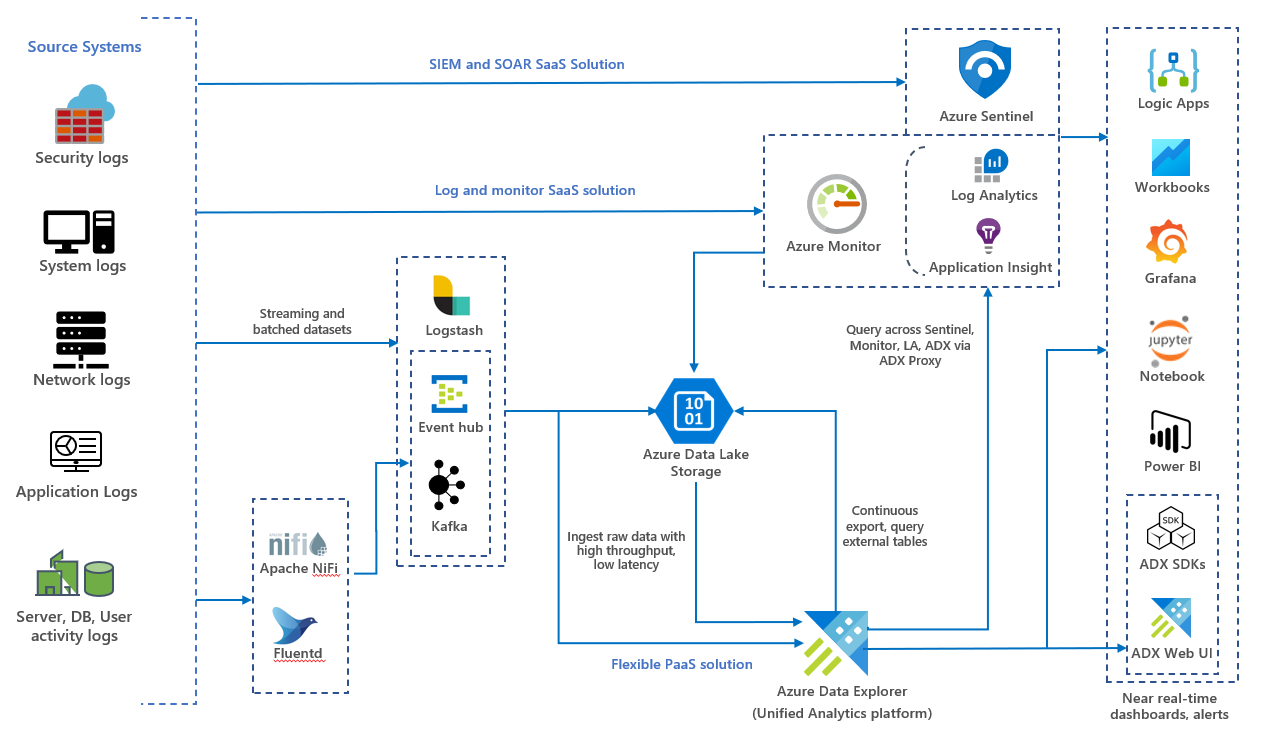 Source Systems
Security logs
System logs
Network logs
Application Logs
Server, DB, User
activity logs
SIEM and SOAR SaaS Solution
Log and monitor SaaS solution
Streaming and
batched datasets
nifi
Apache NiFi
Fluentd
Logstash
Event hub
Kafka
Azure Sentinel
Azure Monitor
Log Analytics
Application Insight
Query across Sentinel,
Monitor, LA, ADX via
ADX Proxy
10
01
Azure Data Lake
Storage
Ingest raw data with
high throughput,
low latency
Continuous
export, query
external tables
Flexible PaaS solution
Azure Data Explorer
(Unified Analytics platform)
Logic Apps
Workbooks
Grafana
jupyter
Notebook
Power BI
SDK
ADX SDKs
ADX Web UI
Near real-time
dashboards, alerts